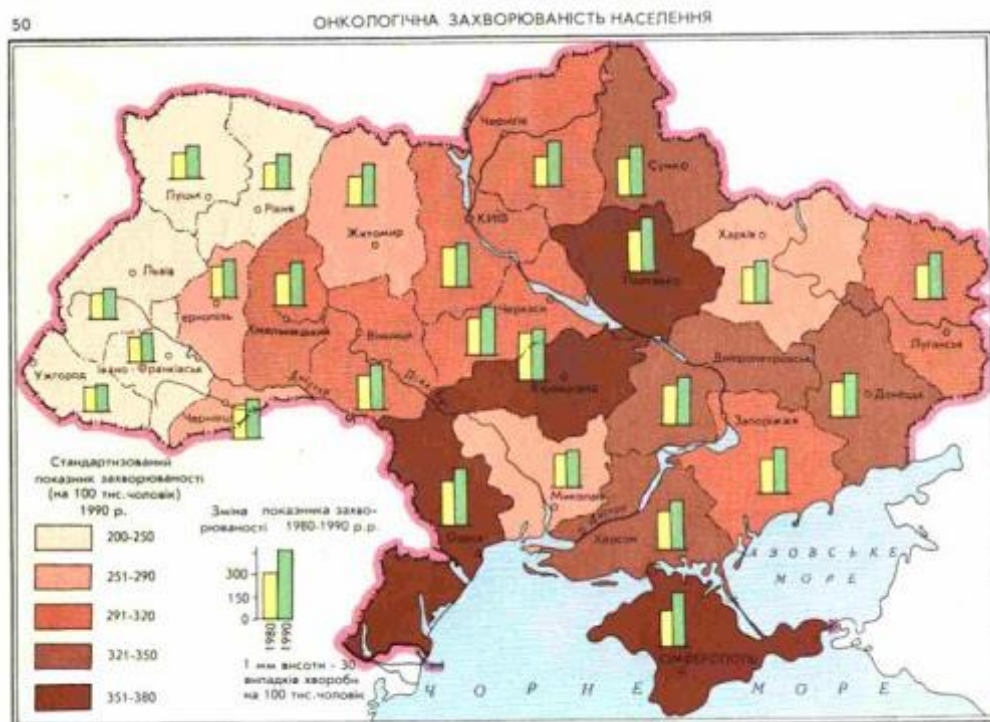 50
ОНКОЛОГІЧНА ЗАХВОРЮВАНІСТЬ НАСЕЛЕННЯ
Чернігів
Суми
Луцьк
Рівне
КИЇВ
Житомир
Харків
Львів
Полтава
Тернопіль
Хмельницький
Черкаси
Вінниця
Луганськ
Ужгород
Івано-Франківськ
Дніпропетровськ
Кіровоград
Донецьк
Дністер
Чернівці
Запоріжжя
Миколаїв
Дніпро
Одеса
Херсон
АЗОВСЬКЕ
МОРЕ
СІМФЕРОПОЛЬ
ЧОРНЕ МОРЕ
Стандартизований
показник захворюваності
(на 100 тис. чоловік)
1990 р.
200-250
251-290
291-320
321-350
351-380
Зміна показника захво-
рюваності 1980-1990 р.р.
300
150
0
1980
1990
1 мм висоти - 30
випадків хвороби
на 100 тис. чоловік